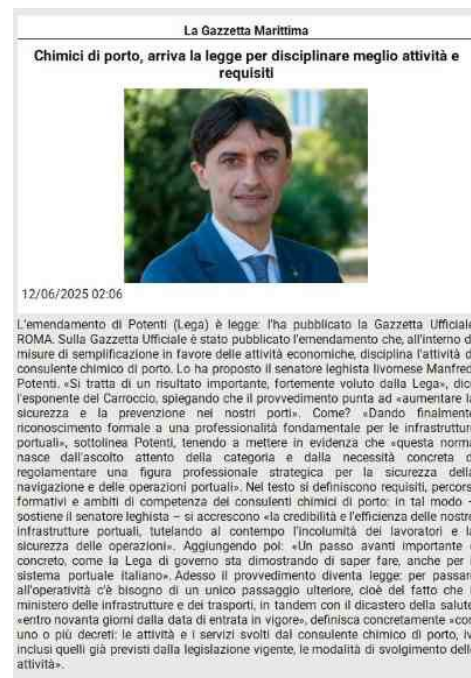 La Gazzetta Marittima
Chimici di porto, arriva la legge per disciplinare meglio attività e
requisiti
12/06/2025 02:06
L'emendamento di Potenti (Lega) è legge: l'ha pubblicato la Gazzetta Ufficiale
ROMA. Sulla Gazzetta Ufficiale è stato pubblicato l'emendamento che, all'interno d
misure di semplificazione in favore delle attività economiche, disciplina l'attività d
consulente chimico di porto. Lo ha proposto il senatore leghista livornese Manfred
Potenti. «Si tratta di un risultato importante, fortemente voluto dalla Lega», dic
l'esponente del Carroccio, spiegando che il provvedimento punta ad «aumentare la
sicurezza e la prevenzione nei nostri porti». Come? «Dando finalmente
riconoscimento formale a una professionalità fondamentale per le infrastruttur
portuali», sottolinea Potenti, tenendo a mettere in evidenza che «questa norma
nasce dall'ascolto attento della categoria e dalla necessità concreta d
regolamentare una figura professionale strategica per la sicurezza della
navigazione e delle operazioni portuali». Nel testo si definiscono requisiti, percors
formativi e ambiti di competenza dei consulenti chimici di porto: in tal modo –
sostiene il senatore leghista – si accrescono «la credibilità e l'efficienza delle nostre
infrastrutture portuali, tutelando al contempo l'incolumità dei lavoratori e la
sicurezza delle operazioni». Aggiungendo poi: «Un passo avanti importante
concreto, come la Lega di governo sta dimostrando di saper fare, anche per i
sistema portuale italiano».Adesso il provvedimento diventa legge: per passar
all'operatività c'è bisogno di un unico passaggio ulteriore, cioè del fatto che i
ministero delle infrastrutture e dei trasporti, in tandem con il dicastero della salute
«entro novanta giorni dalla data di entrata in vigore», definisca concretamente «con
uno o più decreti: le attività e i servizi svolti dal consulente chimico di porto, iv
inclusi quelli già previsti dalla legislazione vigente, le modalità di svolgimento dell
attività».